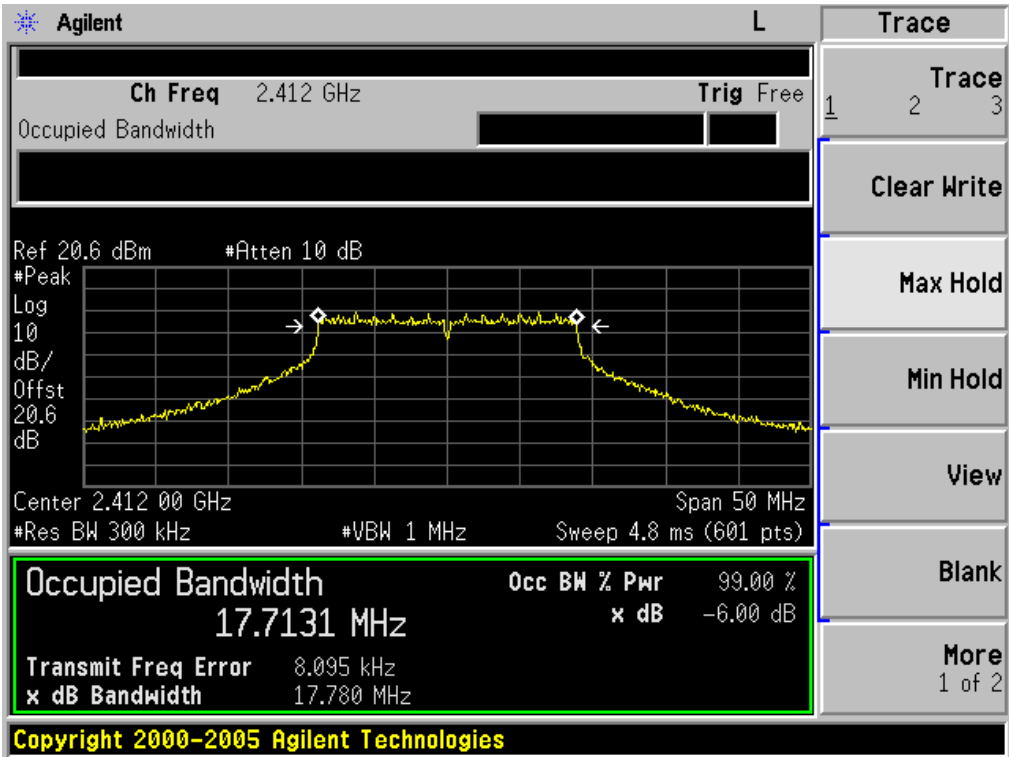 Agilent L Trace
Ch Freq 2.412 GHz Trig Free
Occupied Bandwidth
Ref 20.6 dBm #Atten 10 dB
#Peak
Log
10
dB/
Offst
20.6
dB
Center 2.412 00 GHz Span 50 MHz
#Res BW 300 kHz #VBW 1 MHz Sweep 4.8 ms (601 pts)
Occupied Bandwidth Occ BW % Pwr 99.00 %
17.7131 MHz x dB -6.00 dB
Transmit Freq Error 8.095 kHz
x dB Bandwidth 17.780 MHz
Trace
1 2 3
Clear Write
Max Hold
Min Hold
View
Blank
More
1 of 2
Copyright 2000-2005 Agilent Technologies